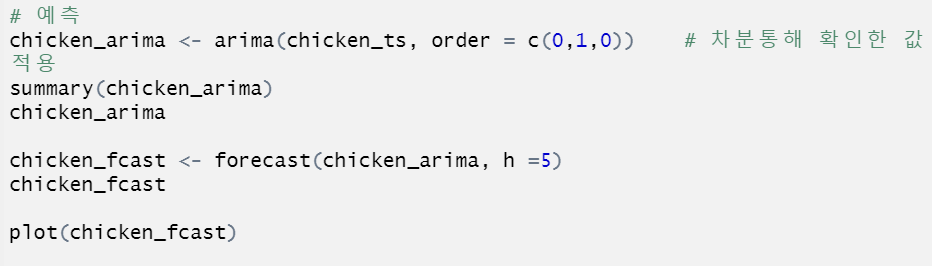 # 예측
chicken_arima <- arima(chicken_ts, order = c(0,1,0))    # 차분통해 확인한 값
적용
summary(chicken_arima)
chicken_arima
chicken_fcast <- forecast(chicken_arima, h =5)
chicken_fcast
plot(chicken_fcast)